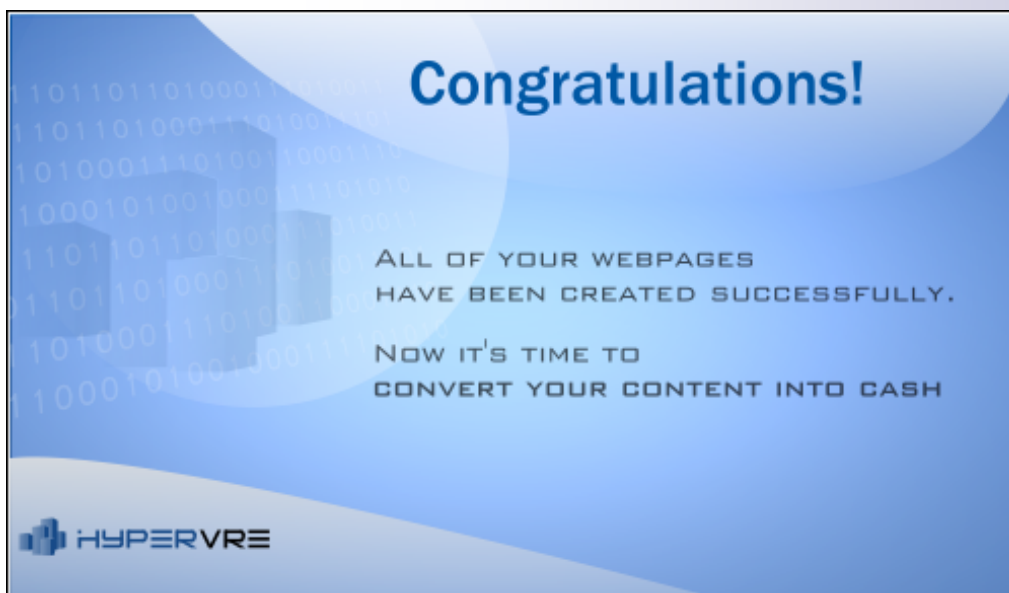 Congratulations!
ALL OF YOUR WEBPAGES
HAVE BEEN CREATED SUCCESSFULLY.
NOW IT'S TIME TO
CONVERT YOUR CONTENT INTO CASH
HYPERVRE